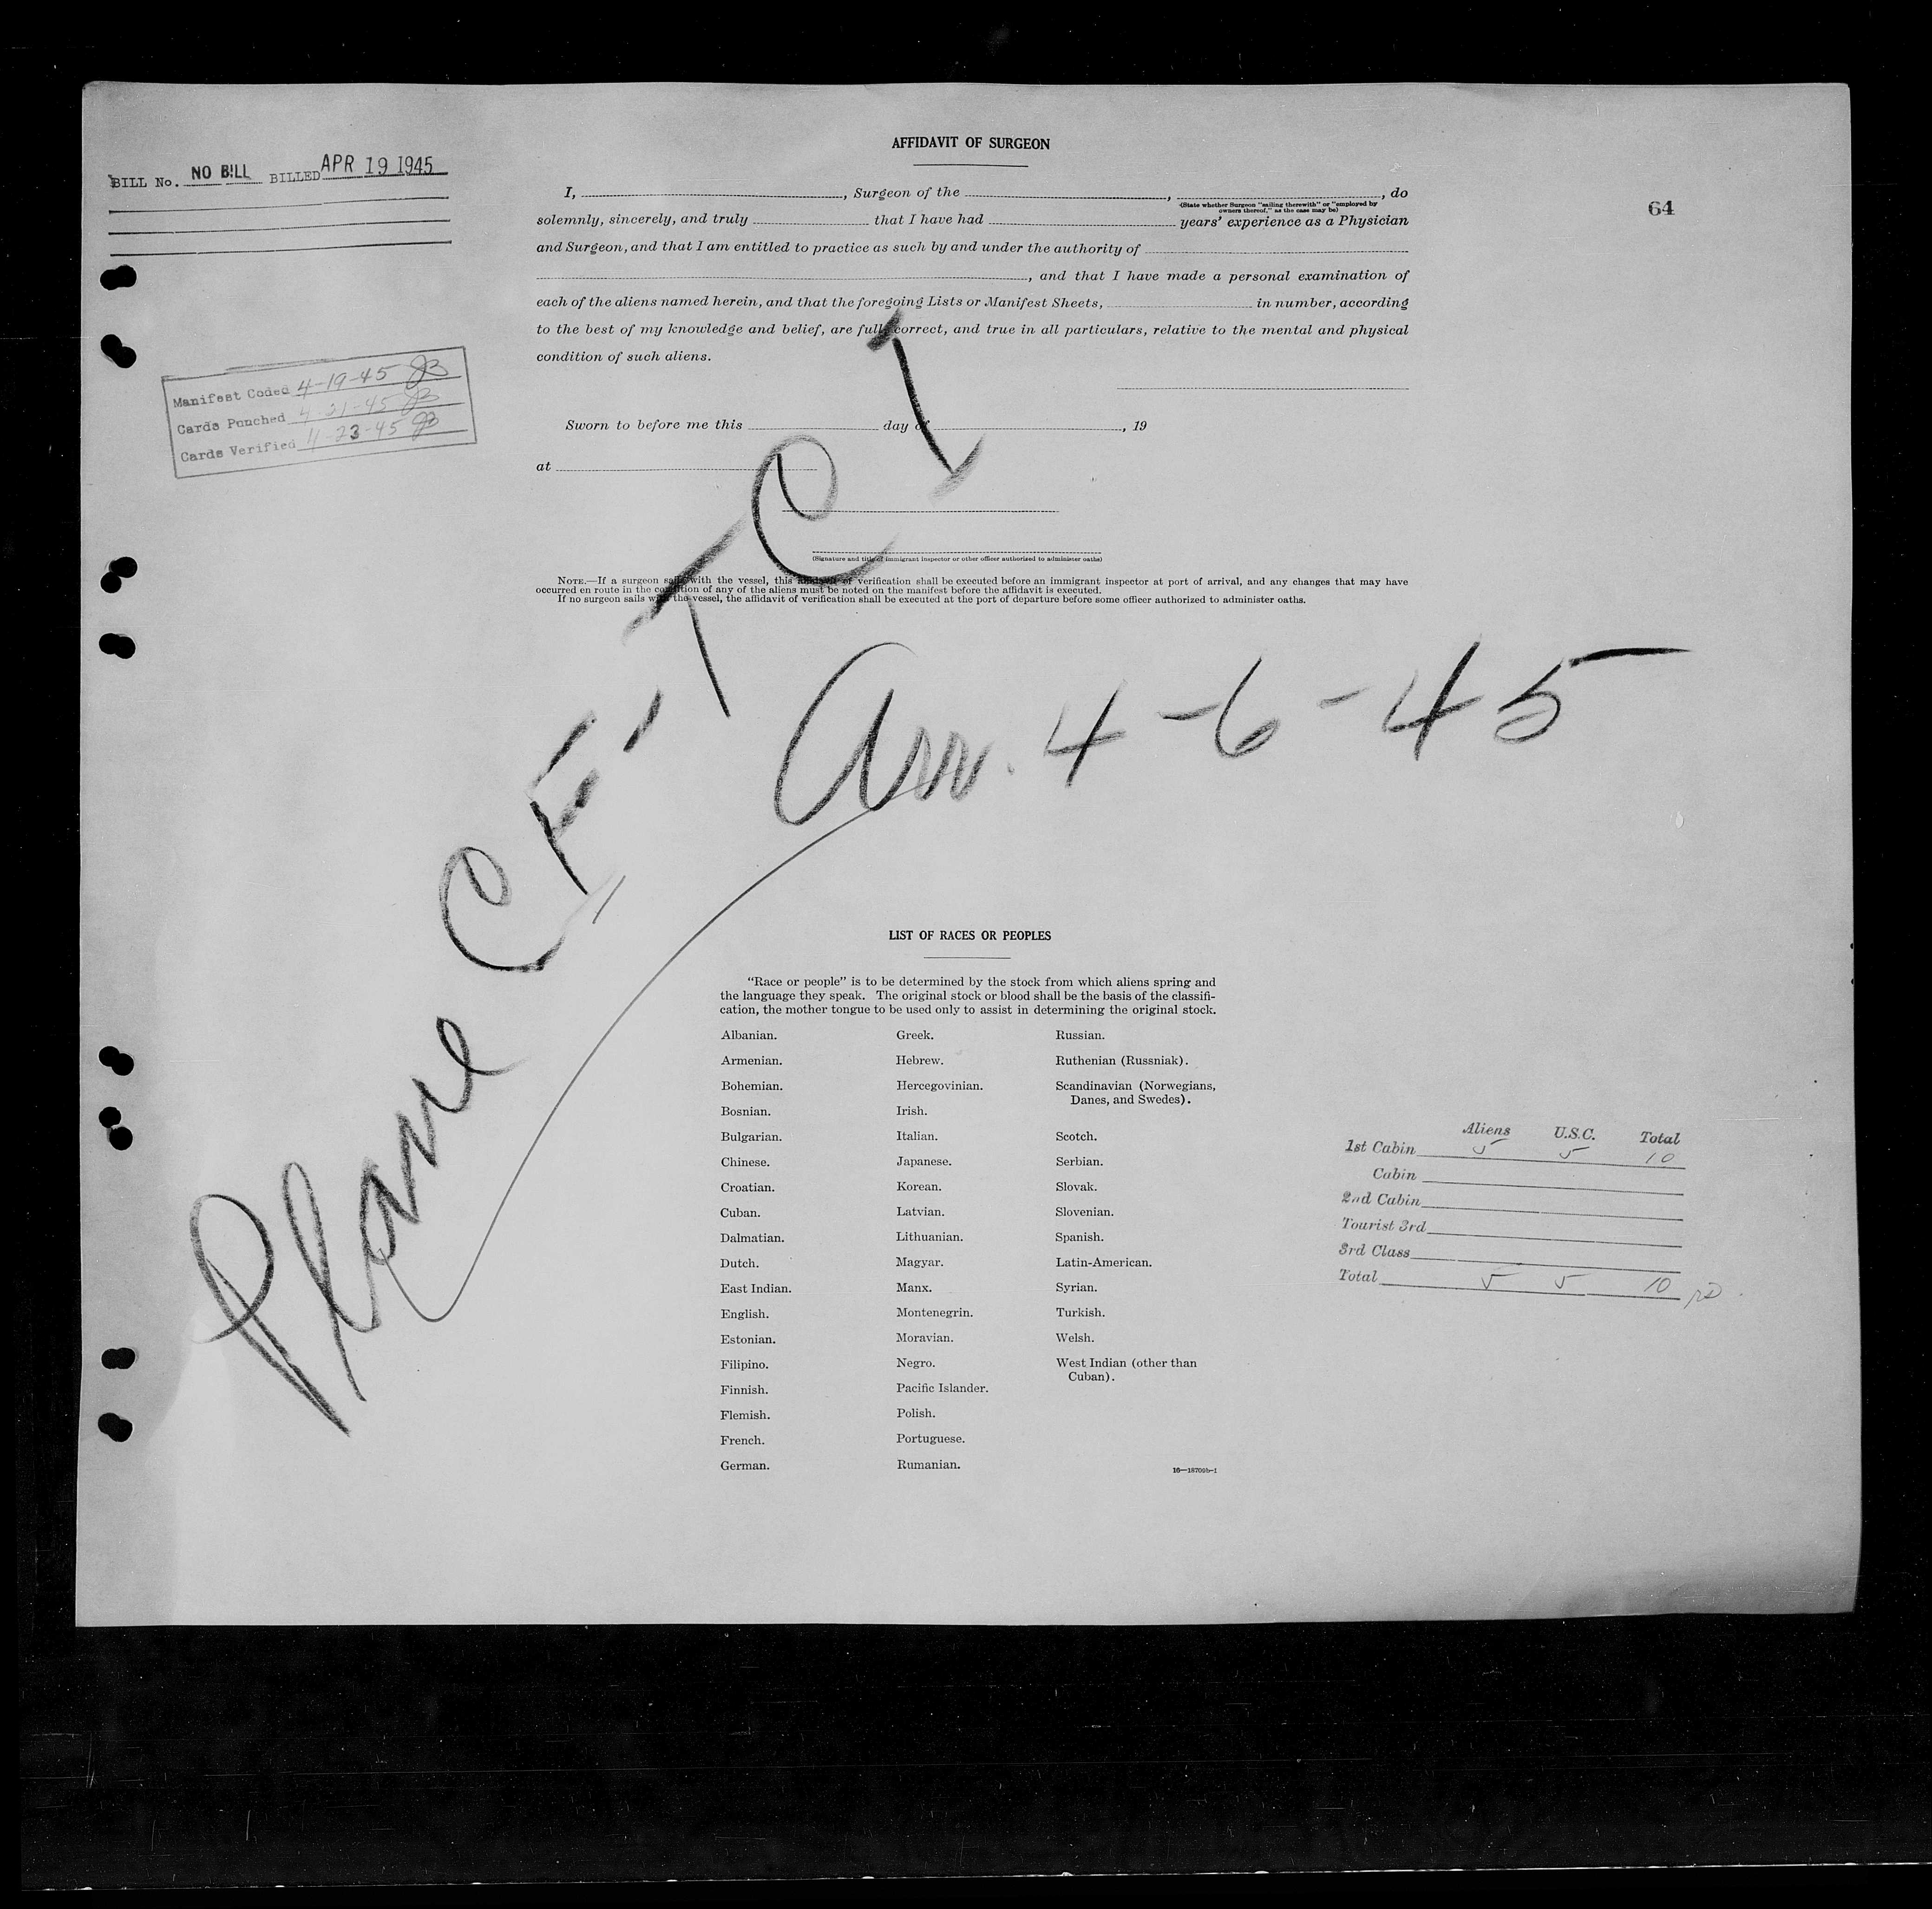 BILL No. NO BILL BILLED APR 19 1945
Manifest Coded 4-19-45 JB
Cards Punched 4-21-45 JB
Cards Verified 4-23-45 JB
64
AFFIDAVIT OF SURGEON
I, , Surgeon of the , , do
(State whether Surgeon "sailing therewith" or "employed by
owners thereof," as the case may be)
solemnly, sincerely, and truly that I have had years' experience as a Physician
and Surgeon, and that I am entitled to practice as such by and under the authority of
, and that I have made a personal examination of
each of the aliens named herein, and that the foregoing Lists or Manifest Sheets, in number, according
to the best of my knowledge and belief, are full, correct, and true in all particulars, relative to the mental and physical
condition of such aliens.
Sworn to before me this day of , 19
at
(Signature and title of immigrant inspector or other officer authorized to administer oaths)
NOTE.—If a surgeon sails with the vessel, this affidavit of verification shall be executed before an immigrant inspector at port of arrival, and any changes that may have
occurred en route in the condition of any of the aliens must be noted on the manifest before the affidavit is executed.
If no surgeon sails with the vessel, the affidavit of verification shall be executed at the port of departure before some officer authorized to administer oaths.
Plane CF-TCI
Arr. 4-6-45
LIST OF RACES OR PEOPLES
"Race or people" is to be determined by the stock from which aliens spring and
the language they speak. The original stock or blood shall be the basis of the classifi-
cation, the mother tongue to be used only to assist in determining the original stock.
Albanian.
Armenian.
Bohemian.
Bosnian.
Bulgarian.
Chinese.
Croatian.
Cuban.
Dalmatian.
Dutch.
East Indian.
English.
Estonian.
Filipino.
Finnish.
Flemish.
French.
German.
Greek.
Hebrew.
Hercegovinian.
Irish.
Italian.
Japanese.
Korean.
Latvian.
Lithuanian.
Magyar.
Manx.
Montenegrin.
Moravian.
Negro.
Pacific Islander.
Polish.
Portuguese.
Rumanian.
Russian.
Ruthenian (Russniak).
Scandinavian (Norwegians,
Danes, and Swedes).
Scotch.
Serbian.
Slovak.
Slovenian.
Spanish.
Latin-American.
Syrian.
Turkish.
Welsh.
West Indian (other than
Cuban).
16—18709b-1
Aliens U.S.C. Total
1st Cabin 5 5 10
Cabin
2nd Cabin
Tourist 3rd
3rd Class
Total 5 5 10